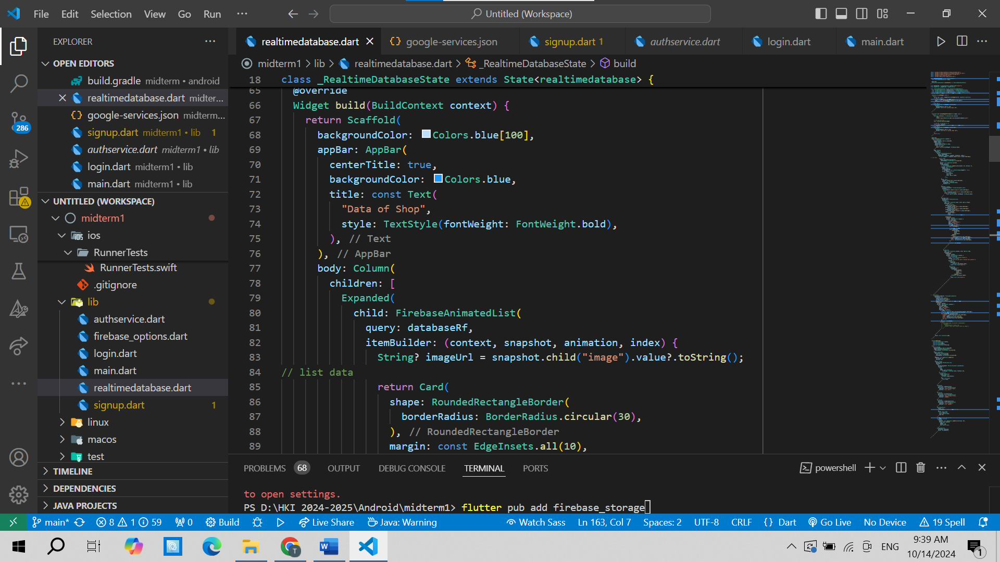 File Edit Selection View Go Run ··· Untitled (Workspace)
EXPLORER ···
OPEN EDITORS
build.gradle midterm • android
realtimedatabase.dart midter...
google-services.json midterm...
signup.dart midterm1 • lib 1
authservice.dart midterm1 • lib
login.dart midterm1 • lib
main.dart midterm1 • lib
UNTITLED (WORKSPACE)
midterm1
ios
RunnerTests
RunnerTests.swift
.gitignore
lib
authservice.dart
firebase_options.dart
login.dart
main.dart
realtimedatabase.dart
signup.dart 1
linux
macos
test
TIMELINE
DEPENDENCIES
JAVA PROJECTS
286
realtimedatabase.dart google-services.json signup.dart 1 authservice.dart login.dart main.dart
midterm1 > lib > realtimedatabase.dart > _RealtimeDatabaseState > build
18 class _RealtimeDatabaseState extends State<realtimedatabase> {
65 @override
66 Widget build(BuildContext context) {
67 return Scaffold(
68 backgroundColor: Colors.blue[100],
69 appBar: AppBar(
70 centerTitle: true,
71 backgroundColor: Colors.blue,
72 title: const Text(
73 "Data of Shop",
74 style: TextStyle(fontWeight: FontWeight.bold),
75 ), // Text
76 ), // AppBar
77 body: Column(
78 children: [
79 Expanded(
80 child: FirebaseAnimatedList(
81 query: databaseRf,
82 itemBuilder: (context, snapshot, animation, index) {
83 String? imageUrl = snapshot.child("image").value?.toString();
84 // list data
85 return Card(
86 shape: RoundedRectangleBorder(
87 borderRadius: BorderRadius.circular(30),
88 ), // RoundedRectangleBorder
89 margin: const EdgeInsets.all(10),
PROBLEMS 68 OUTPUT DEBUG CONSOLE TERMINAL PORTS powershell
to open settings.
PS D:\HKI 2024-2025\Android\midterm1> flutter pub add firebase_storage
main* 8 1 59 0 Build Live Share Java: Warning Watch Sass Ln 163, Col 7 Spaces: 2 UTF-8 CRLF {} Dart Go Live No Device 19 Spell
T ENG 9:39 AM
10/14/2024 1